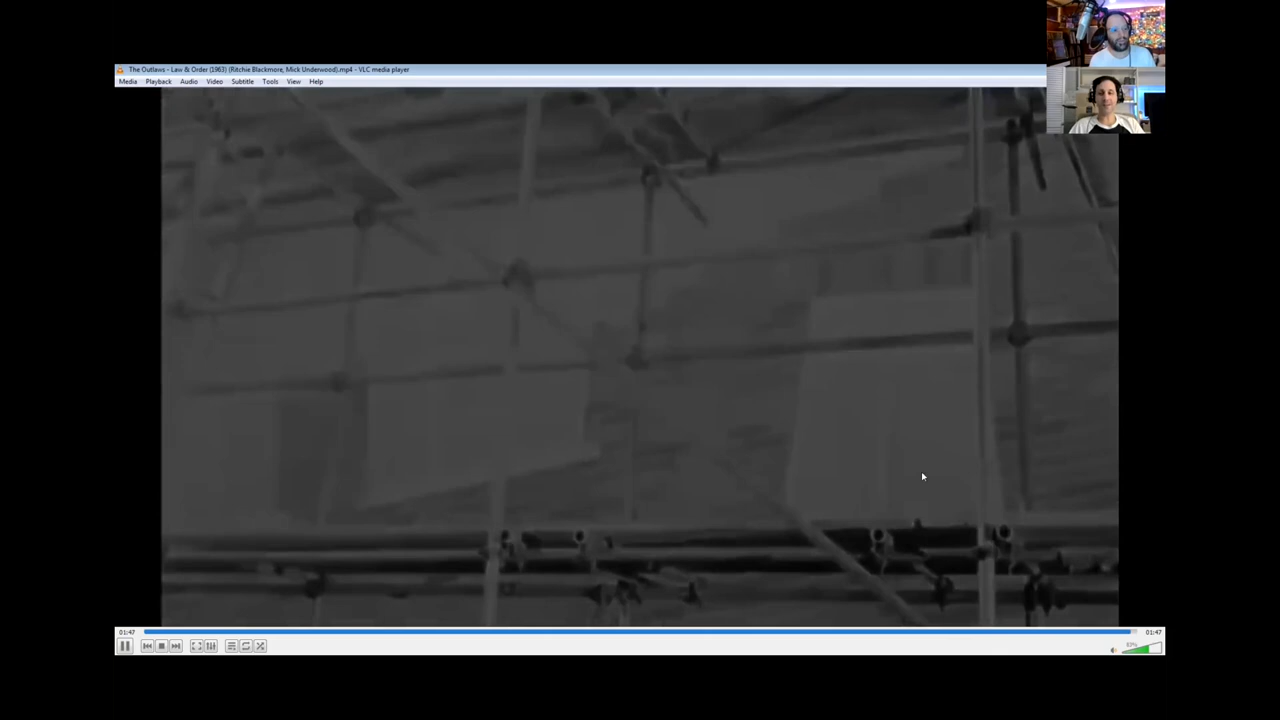 The Outlaws - Law & Order (1963) (Ritchie Blackmore, Mick Underwood).mp4 - VLC media player
Media Playback Audio Video Subtitle Tools View Help
01:47 01:47